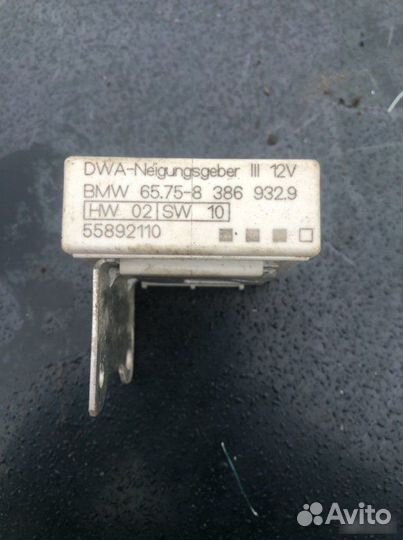 DWA-Neigungsgeber III 12V
BMW 65.75-8 386 932.9
HW 02 SW 10
55892110
Avito